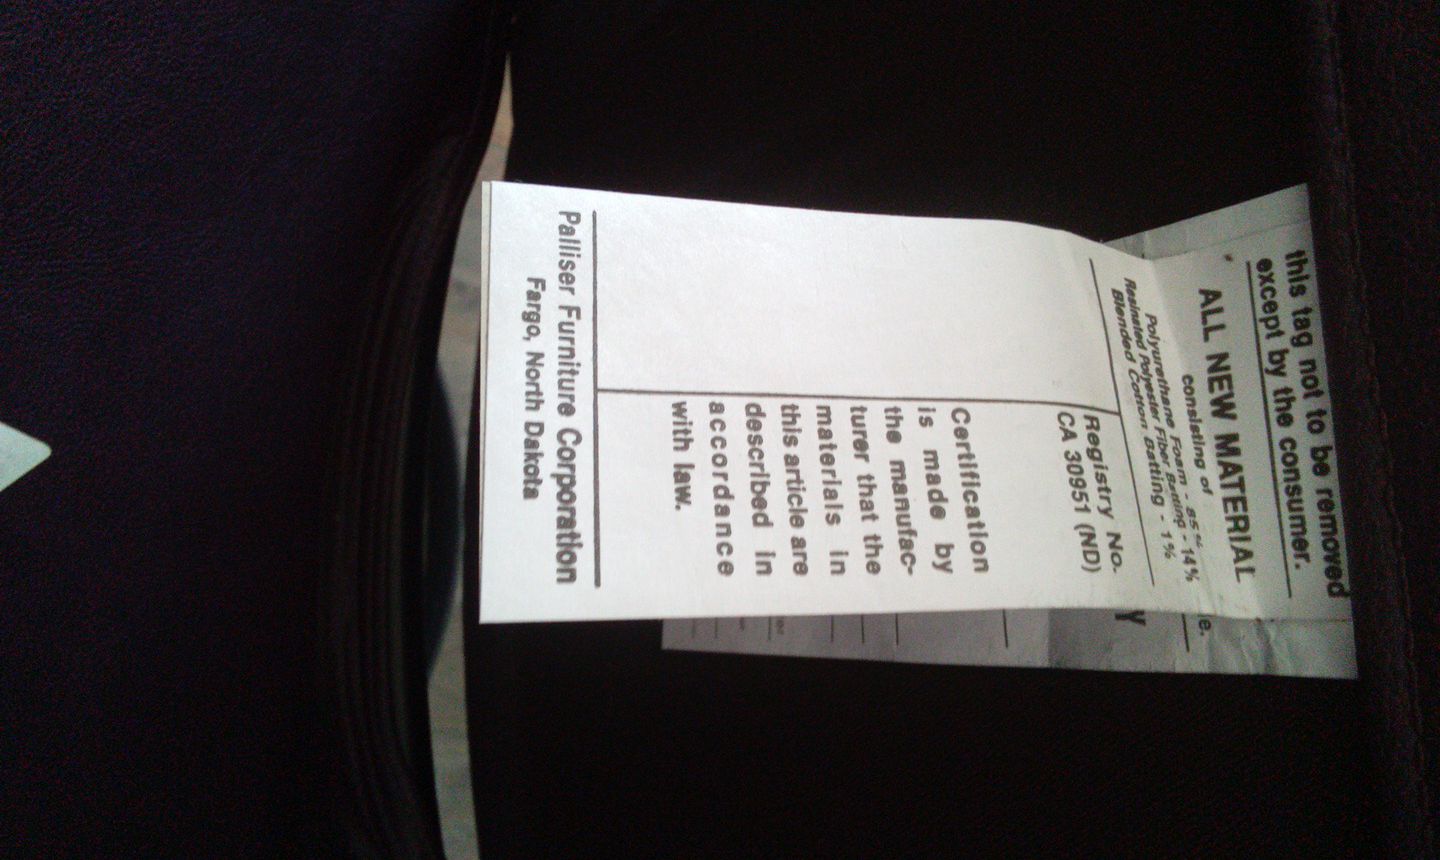 this tag not to be removed
except by the consumer.
ALL NEW MATERIAL
consisting of
Polyurethane Foam - 85%
Resinated Polyester Fiber Batting - 14%
Blended Cotton Batting - 1%
Registry No.
CA 30951 (ND)
Certification
is made by
the manufac-
turer that the
materials in
this article are
described in
accordance
with law.
Palliser Furniture Corporation
Fargo, North Dakota
e.
Y